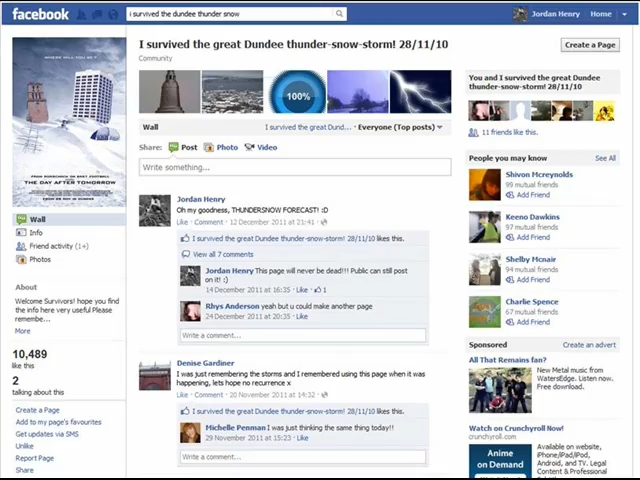 facebook
i survived the dundee thunder snow
Jordan Henry
Home
I survived the great Dundee thunder-snow-storm! 28/11/10
Community
Create a Page
100%
Wall
I survived the great Dund... · Everyone (Top posts)
Share: Post Photo Video
Write something...
THE DAY AFTER TOMORROW
Wall
Info
Friend activity (1+)
Photos
About
Welcome Survivors! hope you find
the info here very useful Please
remembe...
More
10,489
like this
2
talking about this
Create a Page
Add to my page's favourites
Get updates via SMS
Unlike
Report Page
Share
Jordan Henry
Oh my goodness, THUNDERSNOW FORECAST! :D
Like · Comment · 12 December 2011 at 21:41 ·
I survived the great Dundee thunder-snow-storm! 28/11/10 likes this.
View all 7 comments
Jordan Henry This page will never be dead!!! Public can still post
on it! :)
14 December 2011 at 16:35 · Like · 1
Rhys Anderson yeah but u could make another page
24 December 2011 at 20:35 · Like
Write a comment...
Denise Gardiner
I was just remembering the storms and I remembered using this page when it was
happening, lets hope no recurrence x
Like · Comment · 20 November 2011 at 14:32 ·
I survived the great Dundee thunder-snow-storm! 28/11/10 likes this.
Michelle Penman I was just thinking the same thing today!!
29 November 2011 at 15:23 · Like
Write a comment...
You and I survived the great Dundee
thunder-snow-storm! 28/11/10
11 friends like this.
People you may know
See All
Shivon Mcreynolds
99 mutual friends
Add Friend
Keeno Dawkins
97 mutual friends
Add Friend
Shelby Mcnair
94 mutual friends
Add Friend
Charlie Spence
67 mutual friends
Add Friend
Sponsored
Create an advert
All That Remains fan?
New Metal music from
WatersEdge. Listen now.
Free download.
Watch on Crunchyroll Now!
crunchyroll.com
Anime
on Demand
Available on website,
iPhone/iPad/iPod,
Android, and TV. Legal
Content & Professional